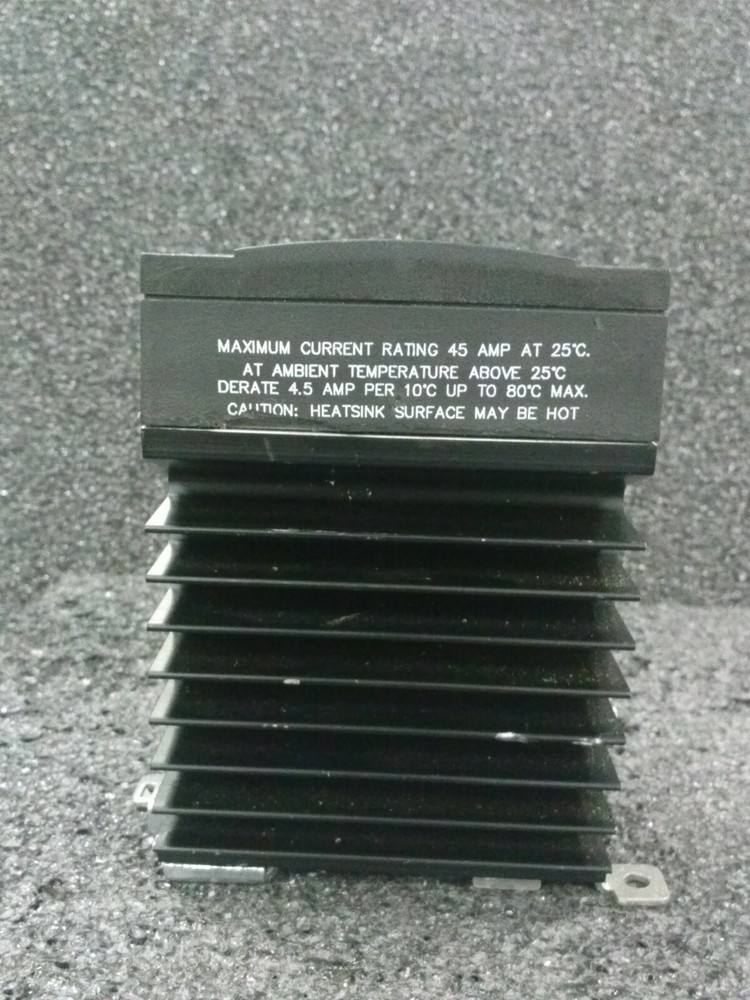 MAXIMUM CURRENT RATING 45 AMP AT 25°C.
AT AMBIENT TEMPERATURE ABOVE 25°C
DERATE 4.5 AMP PER 10°C UP TO 80°C MAX.
CAUTION: HEATSINK SURFACE MAY BE HOT